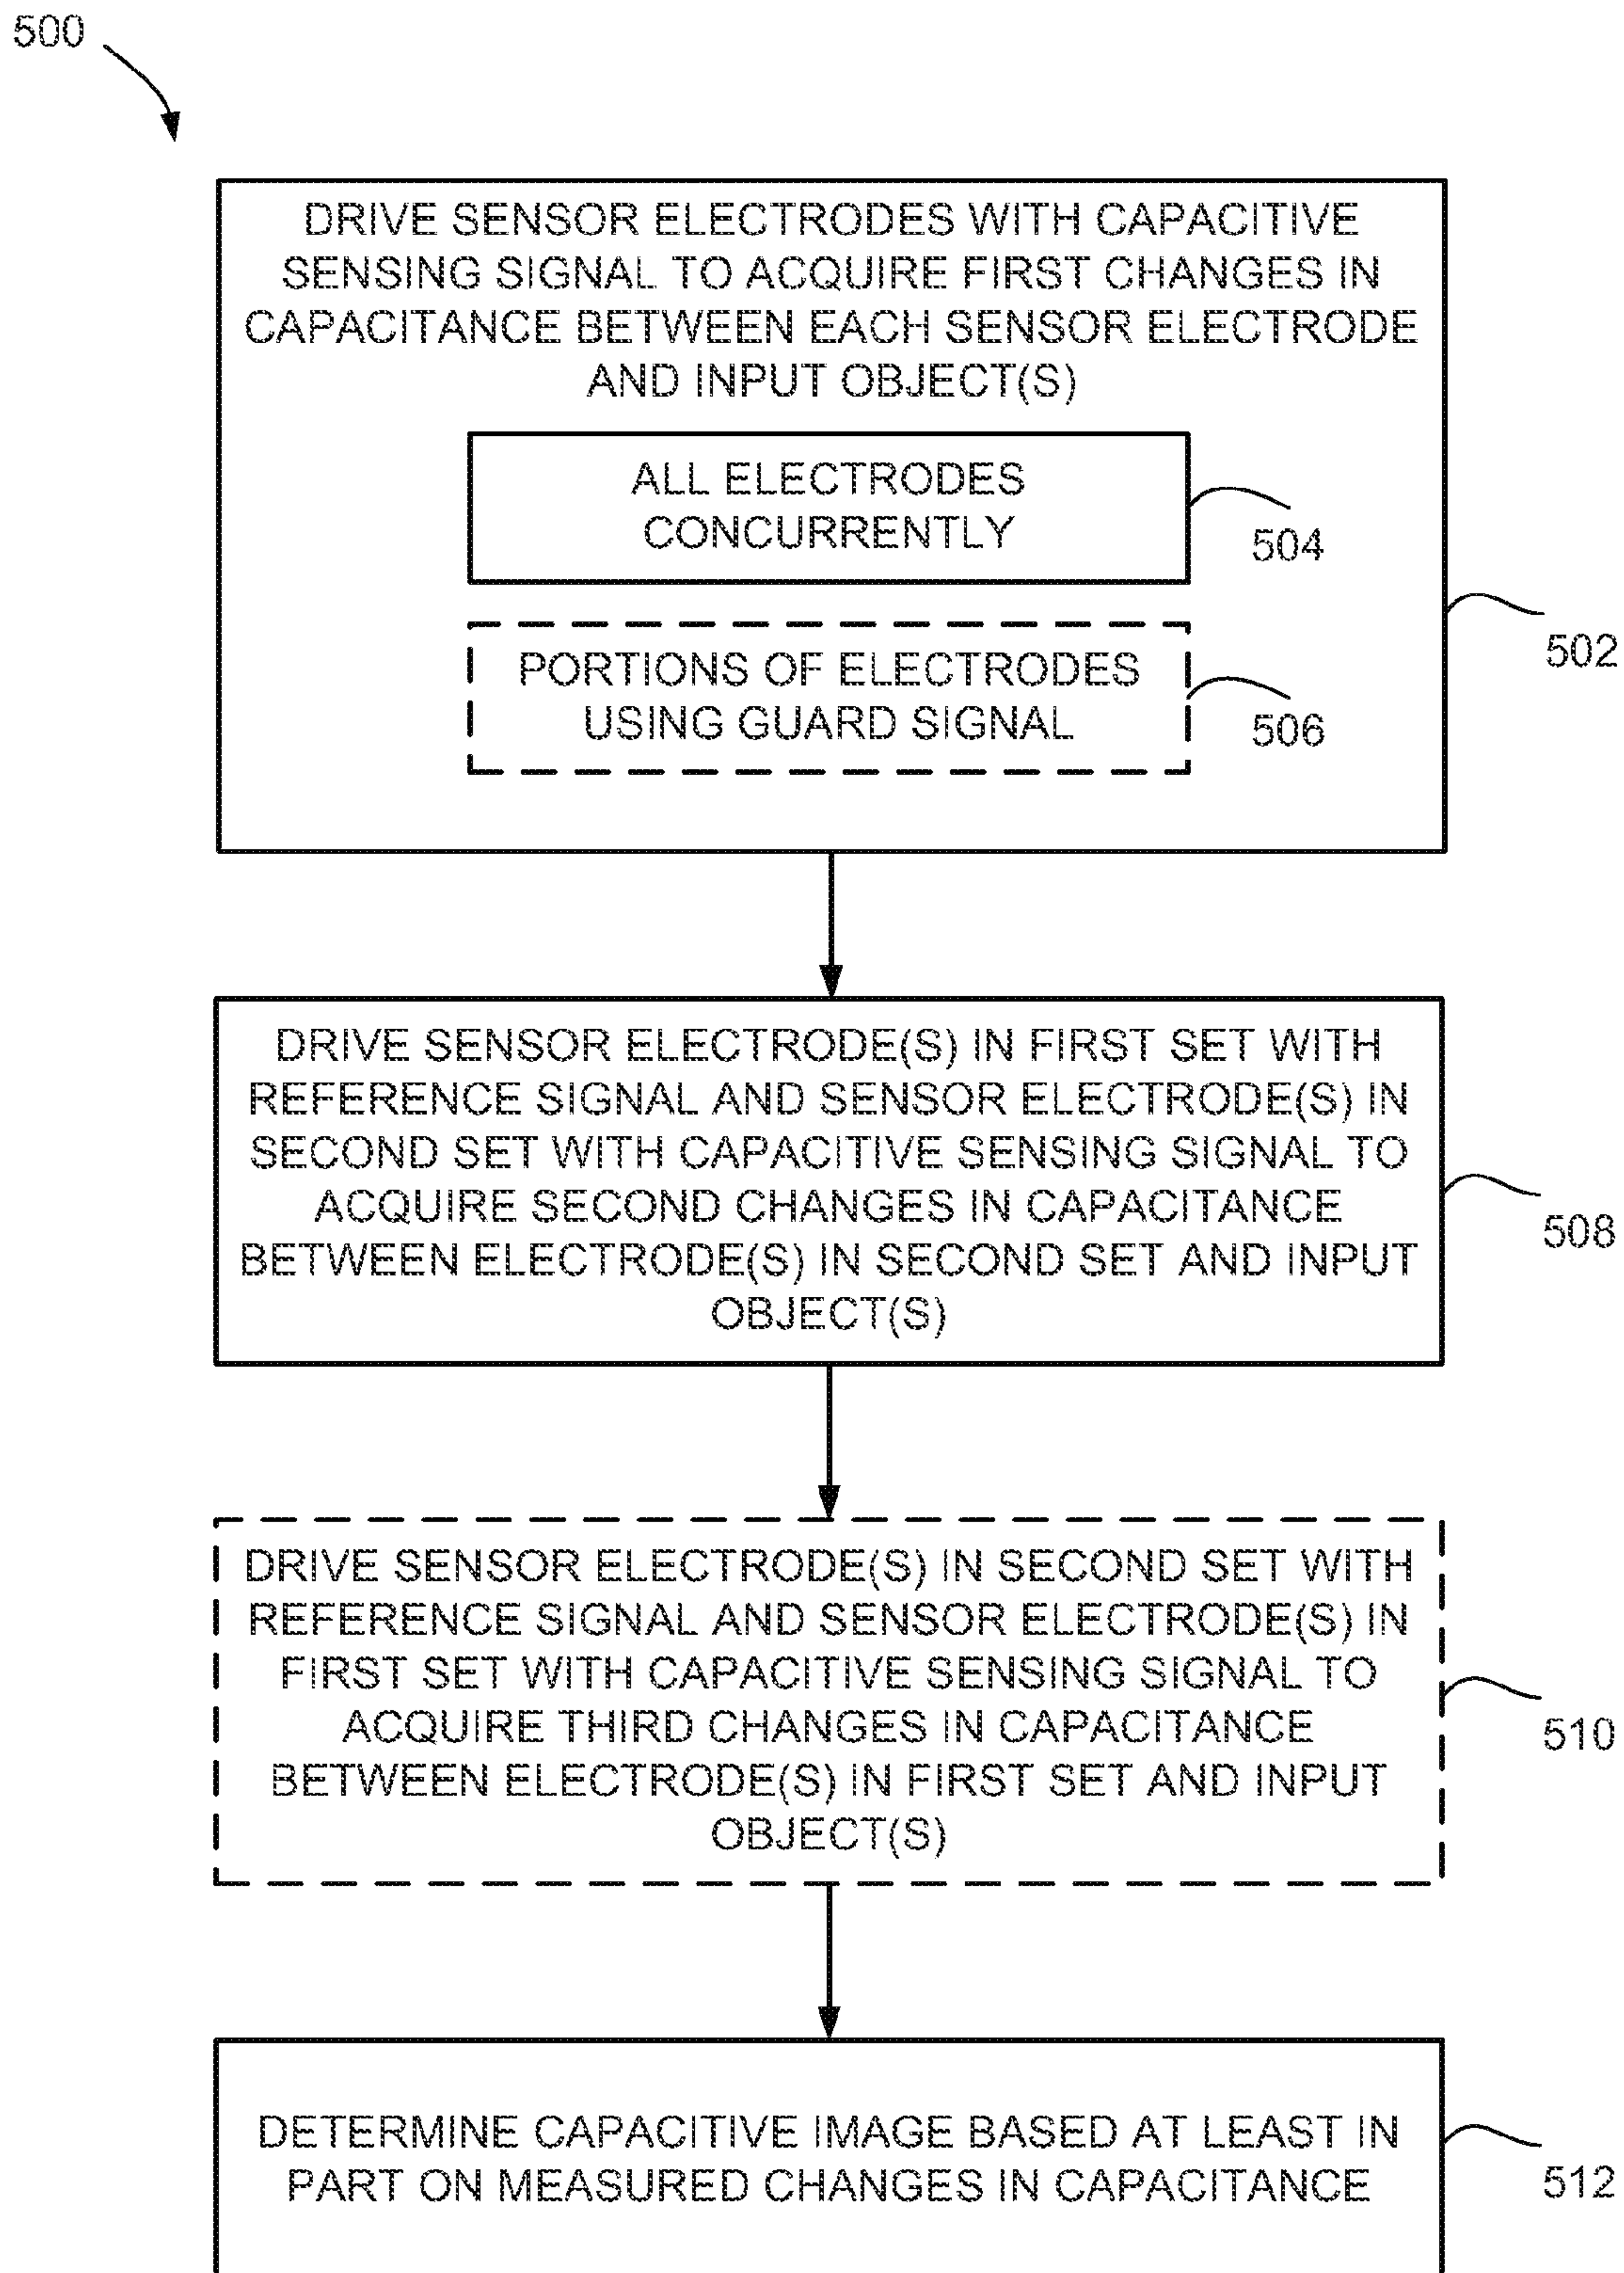 500
DRIVE SENSOR ELECTRODES WITH CAPACITIVE
SENSING SIGNAL TO ACQUIRE FIRST CHANGES IN
CAPACITANCE BETWEEN EACH SENSOR ELECTRODE
AND INPUT OBJECT(S)
ALL ELECTRODES
CONCURRENTLY
504
PORTIONS OF ELECTRODES
USING GUARD SIGNAL
506
502
DRIVE SENSOR ELECTRODE(S) IN FIRST SET WITH
REFERENCE SIGNAL AND SENSOR ELECTRODE(S) IN
SECOND SET WITH CAPACITIVE SENSING SIGNAL TO
ACQUIRE SECOND CHANGES IN CAPACITANCE
BETWEEN ELECTRODE(S) IN SECOND SET AND INPUT
OBJECT(S)
508
DRIVE SENSOR ELECTRODE(S) IN SECOND SET WITH
REFERENCE SIGNAL AND SENSOR ELECTRODE(S) IN
FIRST SET WITH CAPACITIVE SENSING SIGNAL TO
ACQUIRE THIRD CHANGES IN CAPACITANCE
BETWEEN ELECTRODE(S) IN FIRST SET AND INPUT
OBJECT(S)
510
DETERMINE CAPACITIVE IMAGE BASED AT LEAST IN
PART ON MEASURED CHANGES IN CAPACITANCE
512